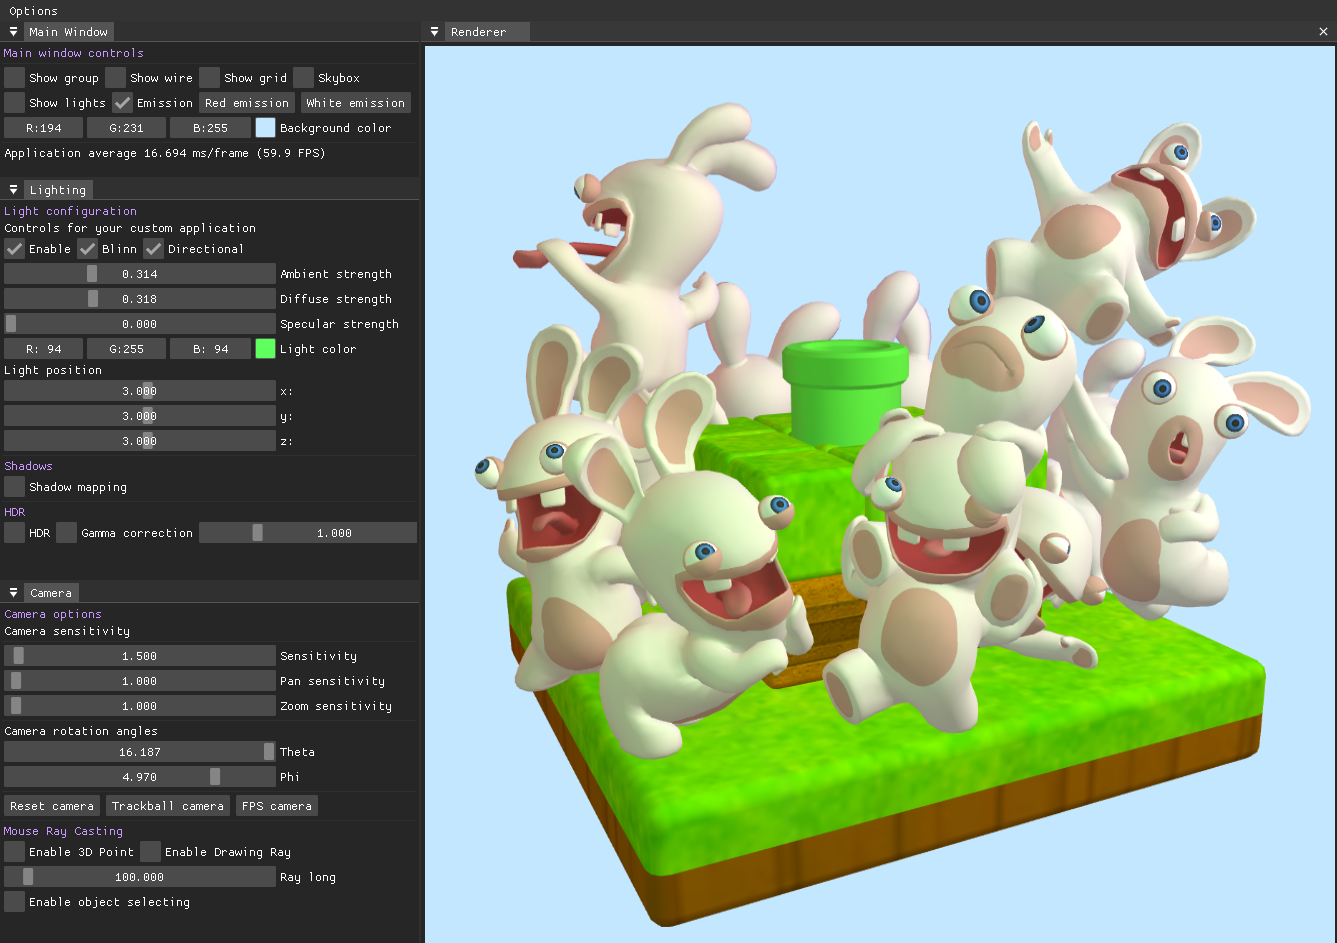 Options
Main Window
Main window controls
Show group Show wire Show grid Skybox
Show lights Emission Red emission White emission
R:194 G:231 B:255 Background color
Application average 16.694 ms/frame (59.9 FPS)
Lighting
Light configuration
Controls for your custom application
Enable Blinn Directional
0.314 Ambient strength
0.318 Diffuse strength
0.000 Specular strength
R: 94 G:255 B: 94 Light color
Light position
3.000 x:
3.000 y:
3.000 z:
Shadows
Shadow mapping
HDR
HDR Gamma correction 1.000
Camera
Camera options
Camera sensitivity
1.500 Sensitivity
1.000 Pan sensitivity
1.000 Zoom sensitivity
Camera rotation angles
16.187 Theta
4.970 Phi
Reset camera Trackball camera FPS camera
Mouse Ray Casting
Enable 3D Point Enable Drawing Ray
100.000 Ray long
Enable object selecting
Renderer